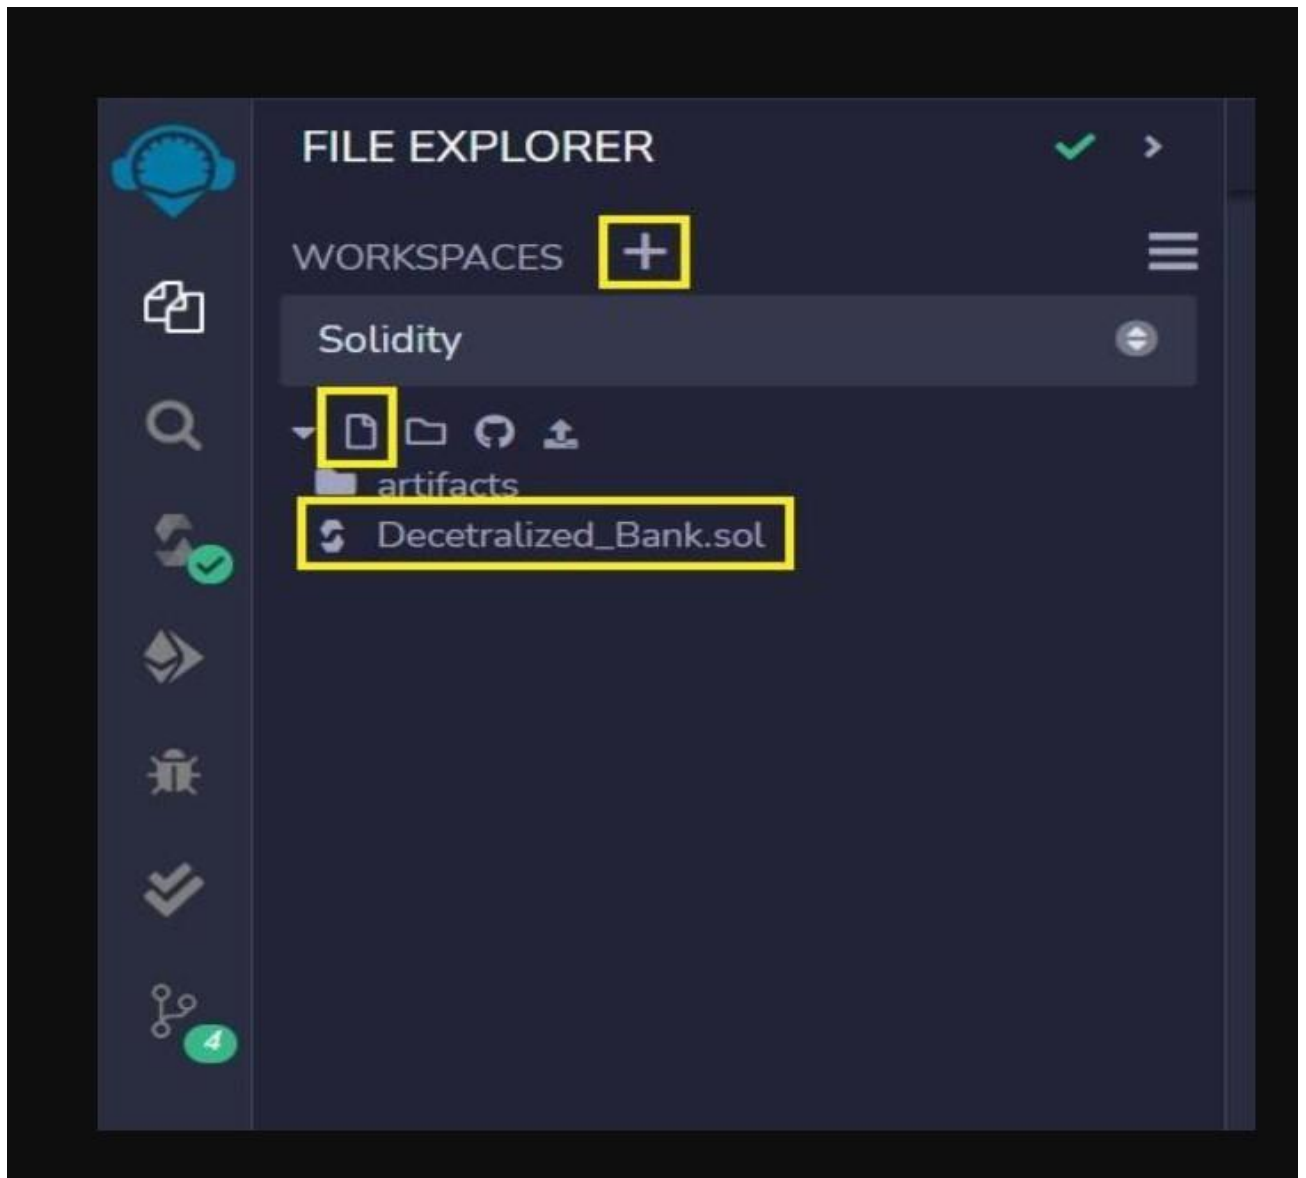 FILE EXPLORER
WORKSPACES
Solidity
artifacts
Decetralized_Bank.sol
4